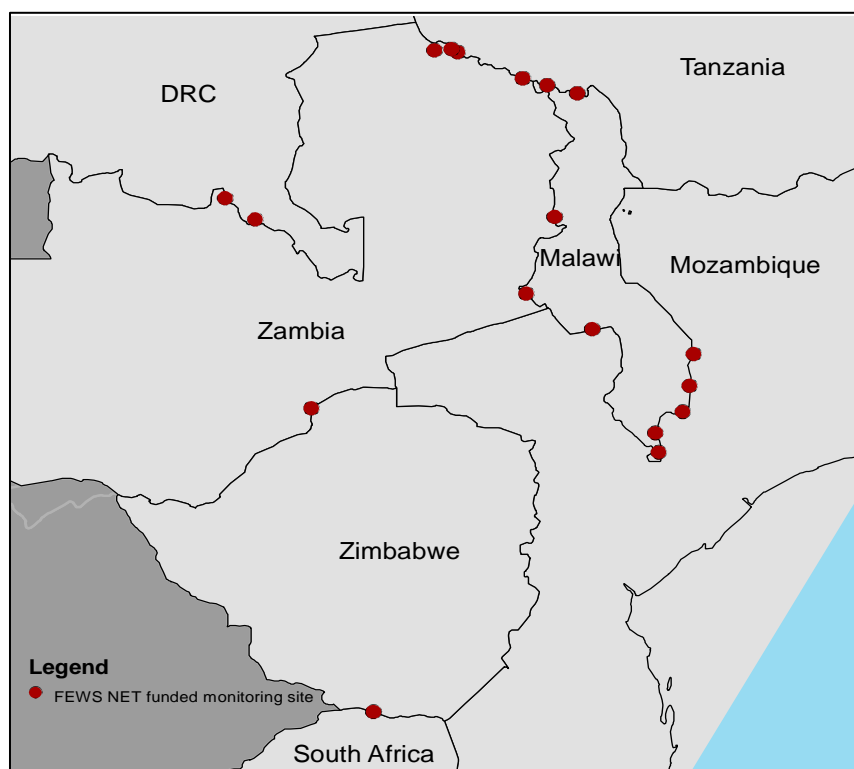 Tanzania
DRC
Malawi
Mozambique
Zambia
Zimbabwe
Legend
FEWS NET funded monitoring site
South Africa